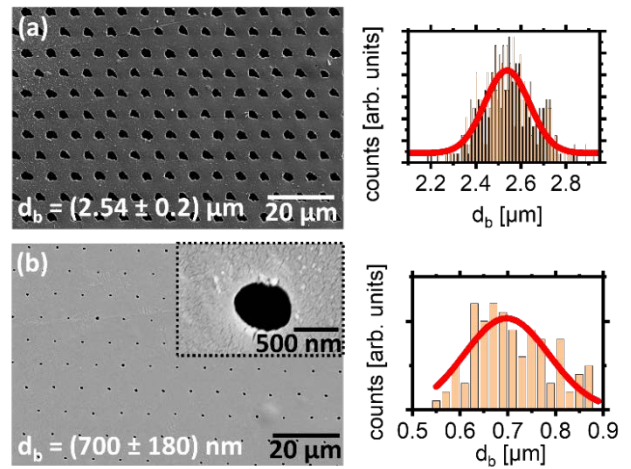 (a)
d_b = (2.54 ± 0.2) μm
20 μm
counts [arb. units]
2.2 2.4 2.6 2.8
d_b [μm]
(b)
500 nm
d_b = (700 ± 180) nm
20 μm
counts [arb. units]
0.5 0.6 0.7 0.8 0.9
d_b [μm]